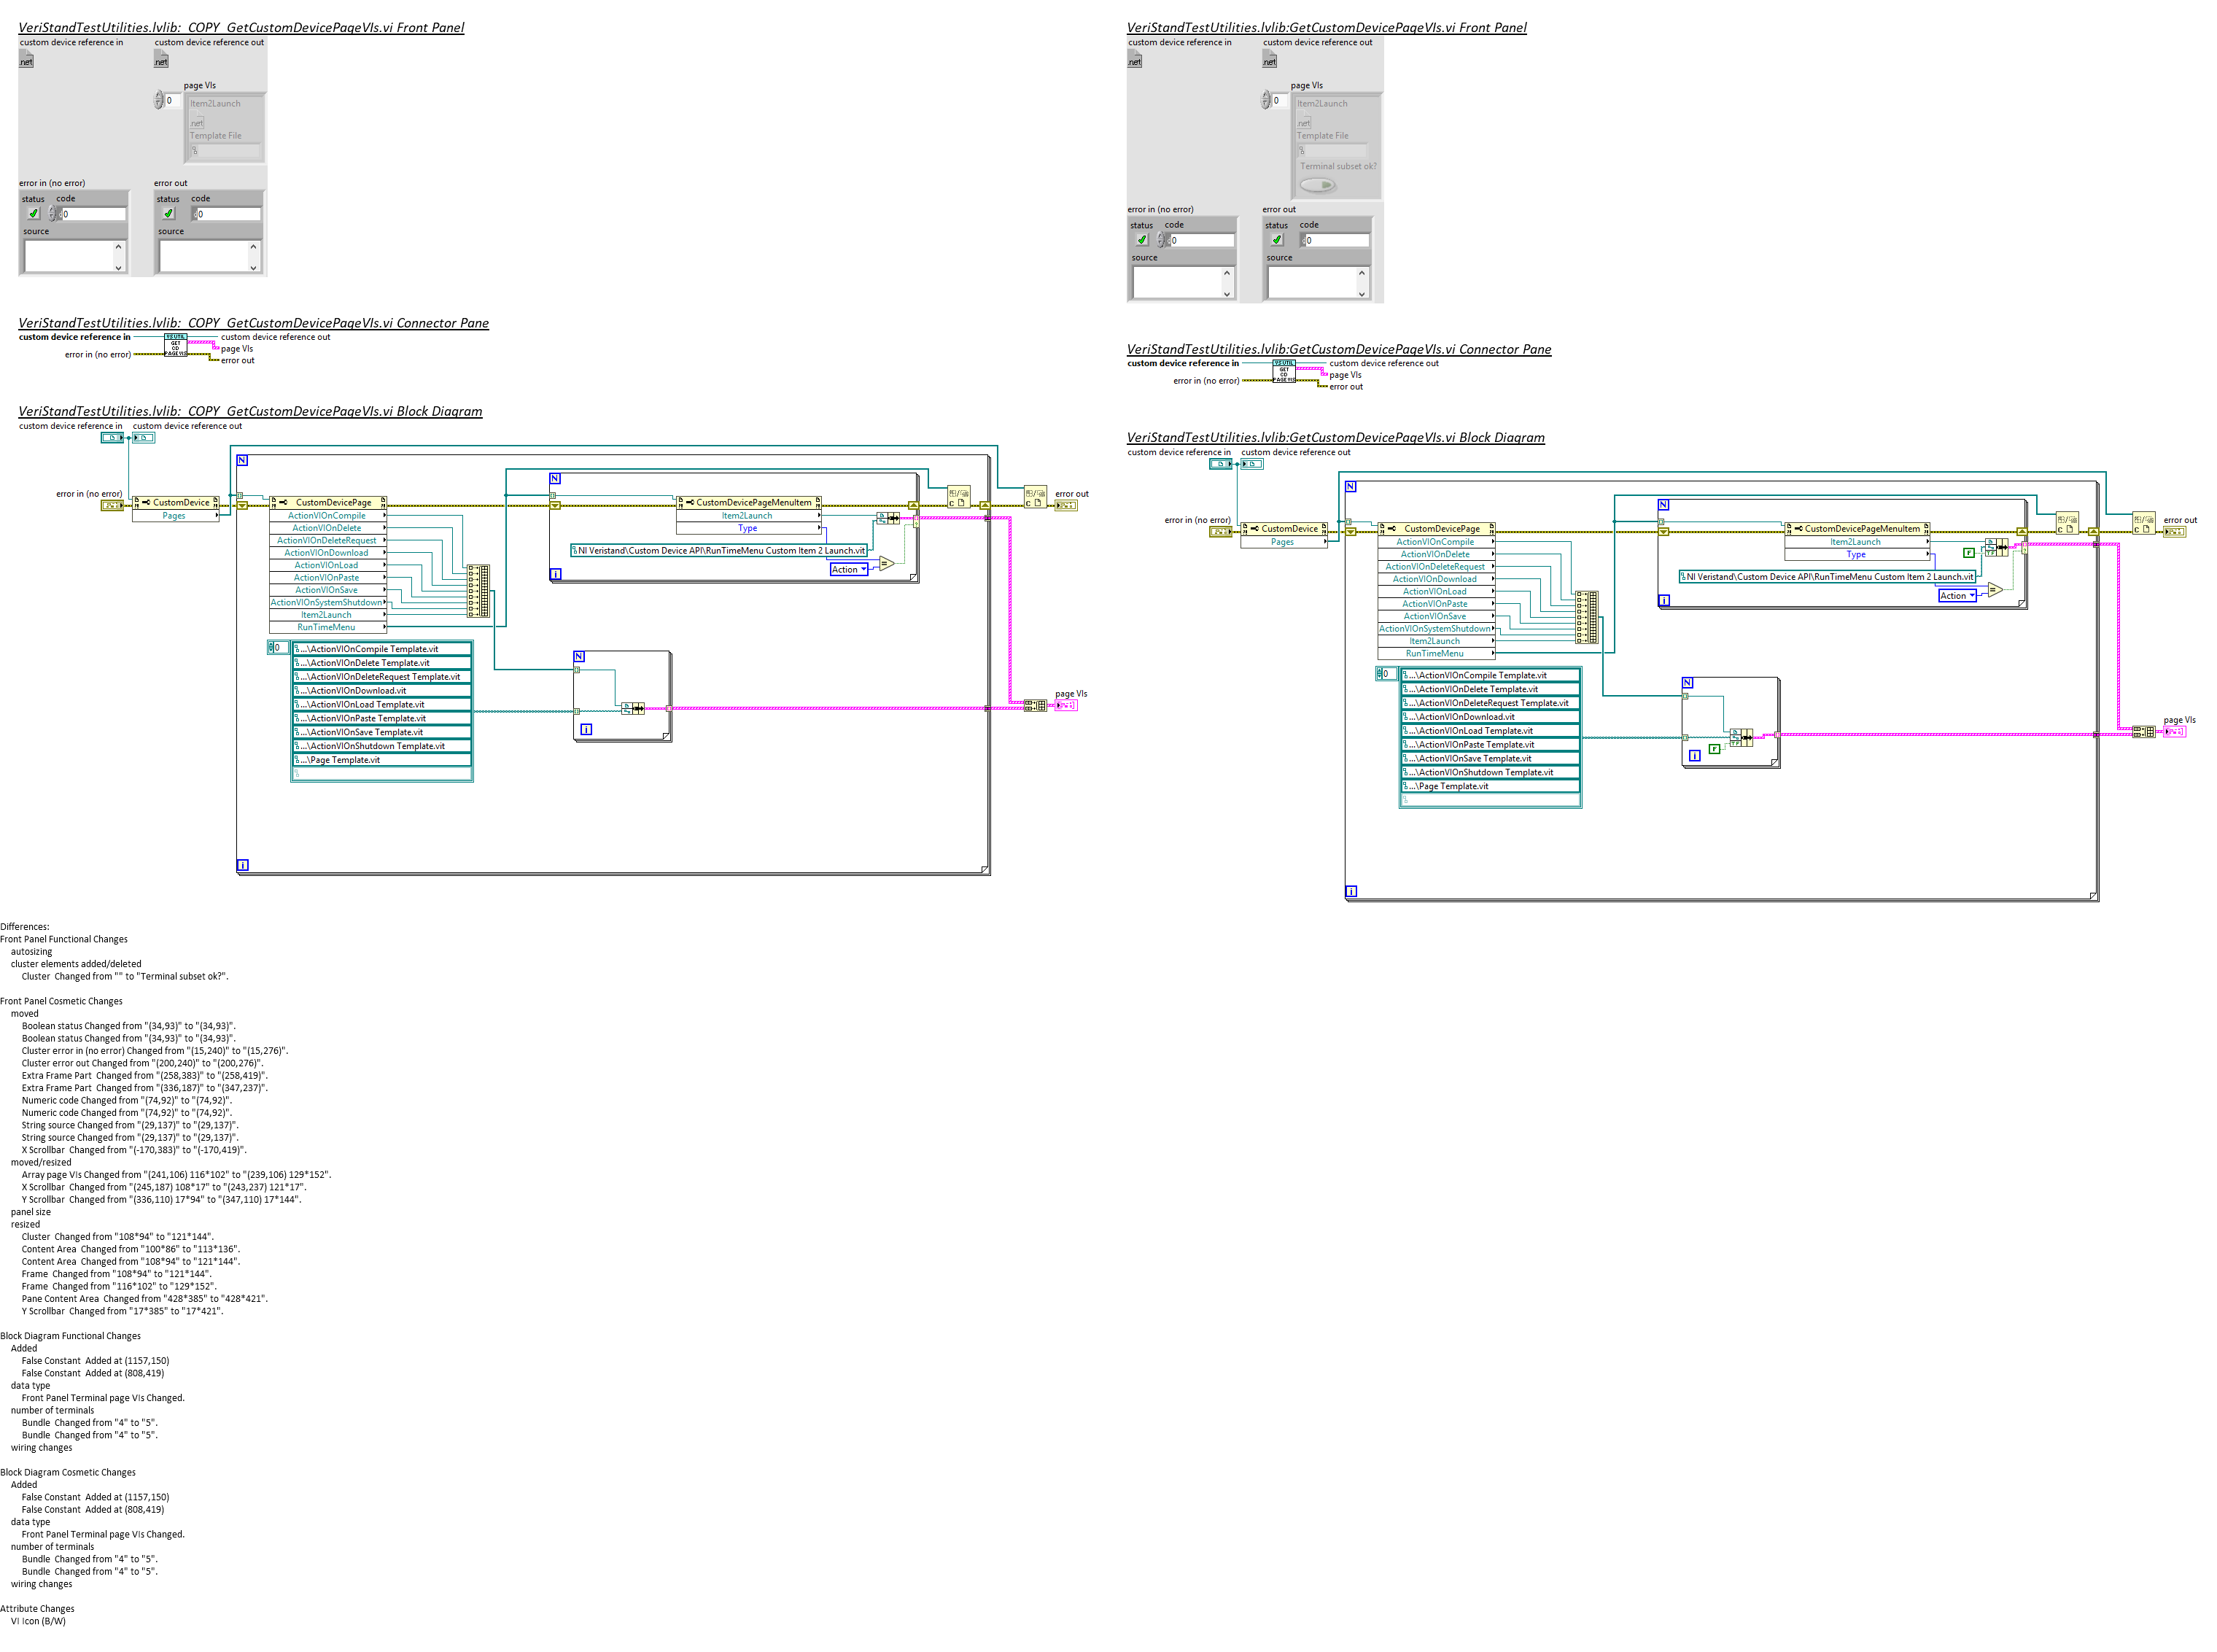 VeriStandTestUtilities.lvlib:_COPY_GetCustomDevicePageVIs.vi Front Panel
custom device reference in
custom device reference out
.net
.net
page VIs
0
Item2Launch
.net
Template File
error in (no error)
error out
status
code
status
code
0
0
source
source
VeriStandTestUtilities.lvlib:_COPY_GetCustomDevicePageVIs.vi Connector Pane
custom device reference in
custom device reference out
GET
CD
PAGE VIS
page VIs
error in (no error)
error out
VeriStandTestUtilities.lvlib:_COPY_GetCustomDevicePageVIs.vi Block Diagram
custom device reference in
custom device reference out
N
N
error in (no error)
error out
CustomDevice
Pages
CustomDevicePage
ActionVIOnCompile
ActionVIOnDelete
ActionVIOnDeleteRequest
ActionVIOnDownload
ActionVIOnLoad
ActionVIOnPaste
ActionVIOnSave
ActionVIOnSystemShutdown
Item2Launch
RunTimeMenu
CustomDevicePageMenuItem
Item2Launch
Type
NI Veristand\Custom Device API\RunTimeMenu Custom Item 2 Launch.vit
Action
=
i
0
...\ActionVIOnCompile Template.vit
...\ActionVIOnDelete Template.vit
...\ActionVIOnDeleteRequest Template.vit
...\ActionVIOnDownload.vit
...\ActionVIOnLoad Template.vit
...\ActionVIOnPaste Template.vit
...\ActionVIOnSave Template.vit
...\ActionVIOnShutdown Template.vit
...\Page Template.vit
N
i
page VIs
i
VeriStandTestUtilities.lvlib:GetCustomDevicePageVIs.vi Front Panel
custom device reference in
custom device reference out
.net
.net
page VIs
0
Item2Launch
.net
Template File
Terminal subset ok?
error in (no error)
error out
status
code
status
code
0
0
source
source
VeriStandTestUtilities.lvlib:GetCustomDevicePageVIs.vi Connector Pane
custom device reference in
custom device reference out
GET
CD
PAGE VIS
page VIs
error in (no error)
error out
VeriStandTestUtilities.lvlib:GetCustomDevicePageVIs.vi Block Diagram
custom device reference in
custom device reference out
N
N
error in (no error)
error out
CustomDevice
Pages
CustomDevicePage
ActionVIOnCompile
ActionVIOnDelete
ActionVIOnDeleteRequest
ActionVIOnDownload
ActionVIOnLoad
ActionVIOnPaste
ActionVIOnSave
ActionVIOnSystemShutdown
Item2Launch
RunTimeMenu
CustomDevicePageMenuItem
Item2Launch
Type
F
NI Veristand\Custom Device API\RunTimeMenu Custom Item 2 Launch.vit
Action
=
i
0
...\ActionVIOnCompile Template.vit
...\ActionVIOnDelete Template.vit
...\ActionVIOnDeleteRequest Template.vit
...\ActionVIOnDownload.vit
...\ActionVIOnLoad Template.vit
...\ActionVIOnPaste Template.vit
...\ActionVIOnSave Template.vit
...\ActionVIOnShutdown Template.vit
...\Page Template.vit
N
F
i
page VIs
i
Differences:
Front Panel Functional Changes
autosizing
cluster elements added/deleted
Cluster  Changed from "" to "Terminal subset ok?".
Front Panel Cosmetic Changes
moved
Boolean status Changed from "(34,93)" to "(34,93)".
Boolean status Changed from "(34,93)" to "(34,93)".
Cluster error in (no error) Changed from "(15,240)" to "(15,276)".
Cluster error out Changed from "(200,240)" to "(200,276)".
Extra Frame Part  Changed from "(258,383)" to "(258,419)".
Extra Frame Part  Changed from "(336,187)" to "(347,237)".
Numeric code Changed from "(74,92)" to "(74,92)".
Numeric code Changed from "(74,92)" to "(74,92)".
String source Changed from "(29,137)" to "(29,137)".
String source Changed from "(29,137)" to "(29,137)".
X Scrollbar  Changed from "(-170,383)" to "(-170,419)".
moved/resized
Array page VIs Changed from "(241,106) 116*102" to "(239,106) 129*152".
X Scrollbar  Changed from "(245,187) 108*17" to "(243,237) 121*17".
Y Scrollbar  Changed from "(336,110) 17*94" to "(347,110) 17*144".
panel size
resized
Cluster  Changed from "108*94" to "121*144".
Content Area  Changed from "100*86" to "113*136".
Content Area  Changed from "108*94" to "121*144".
Frame  Changed from "108*94" to "121*144".
Frame  Changed from "116*102" to "129*152".
Pane Content Area  Changed from "428*385" to "428*421".
Y Scrollbar  Changed from "17*385" to "17*421".
Block Diagram Functional Changes
Added
False Constant  Added at (1157,150)
False Constant  Added at (808,419)
data type
Front Panel Terminal page VIs Changed.
number of terminals
Bundle  Changed from "4" to "5".
Bundle  Changed from "4" to "5".
wiring changes
Block Diagram Cosmetic Changes
Added
False Constant  Added at (1157,150)
False Constant  Added at (808,419)
data type
Front Panel Terminal page VIs Changed.
number of terminals
Bundle  Changed from "4" to "5".
Bundle  Changed from "4" to "5".
wiring changes
Attribute Changes
VI Icon (B/W)